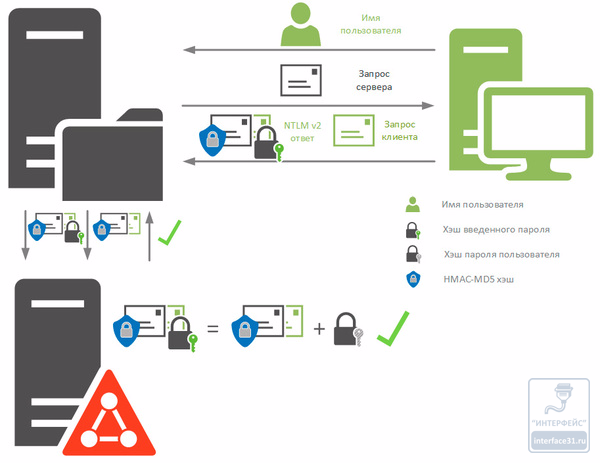 Имя
пользователя
Запрос
сервера
NTLM v2
ответ
Запрос
клиента
Имя пользователя
Хэш введенного пароля
Хэш пароля пользователя
HMAC-MD5 хэш
=
+
"ИНТЕРФЕЙС"
interface31.ru